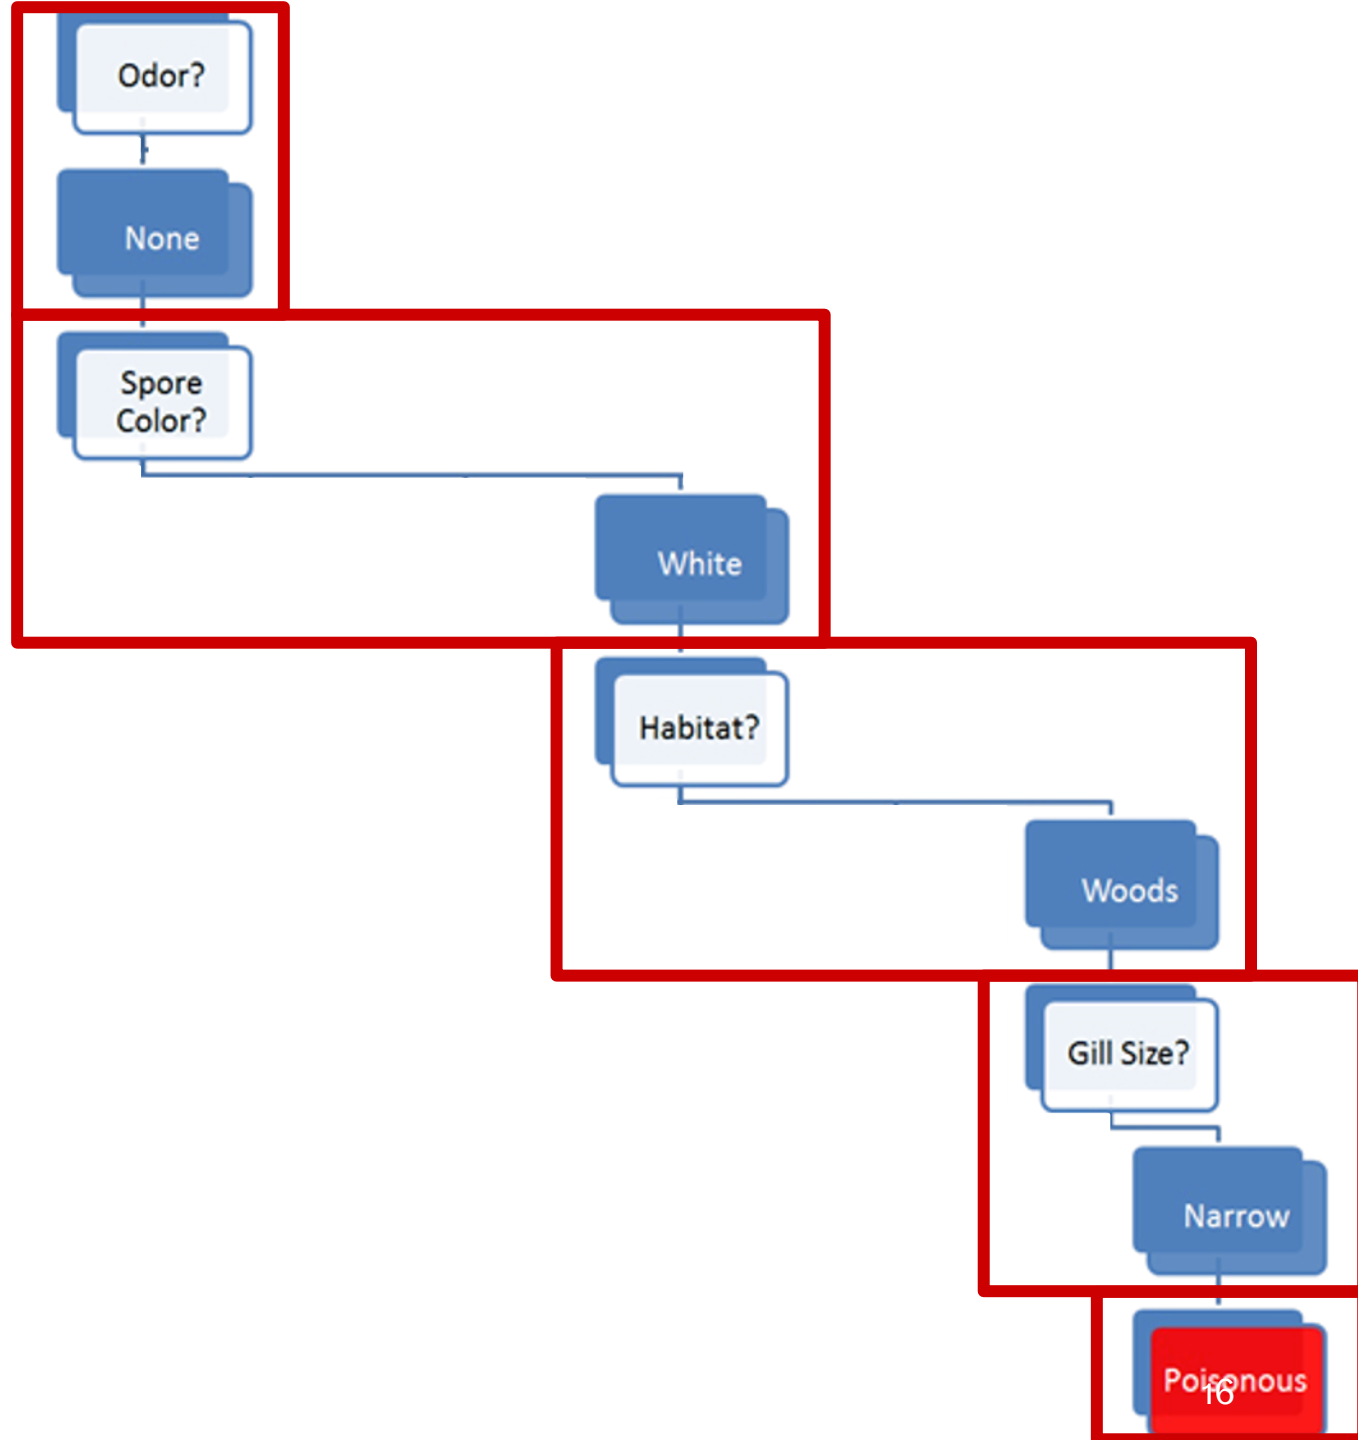 Odor?
None
Spore
Color?
White
Habitat?
Woods
Gill Size?
Narrow
Poisonous
16